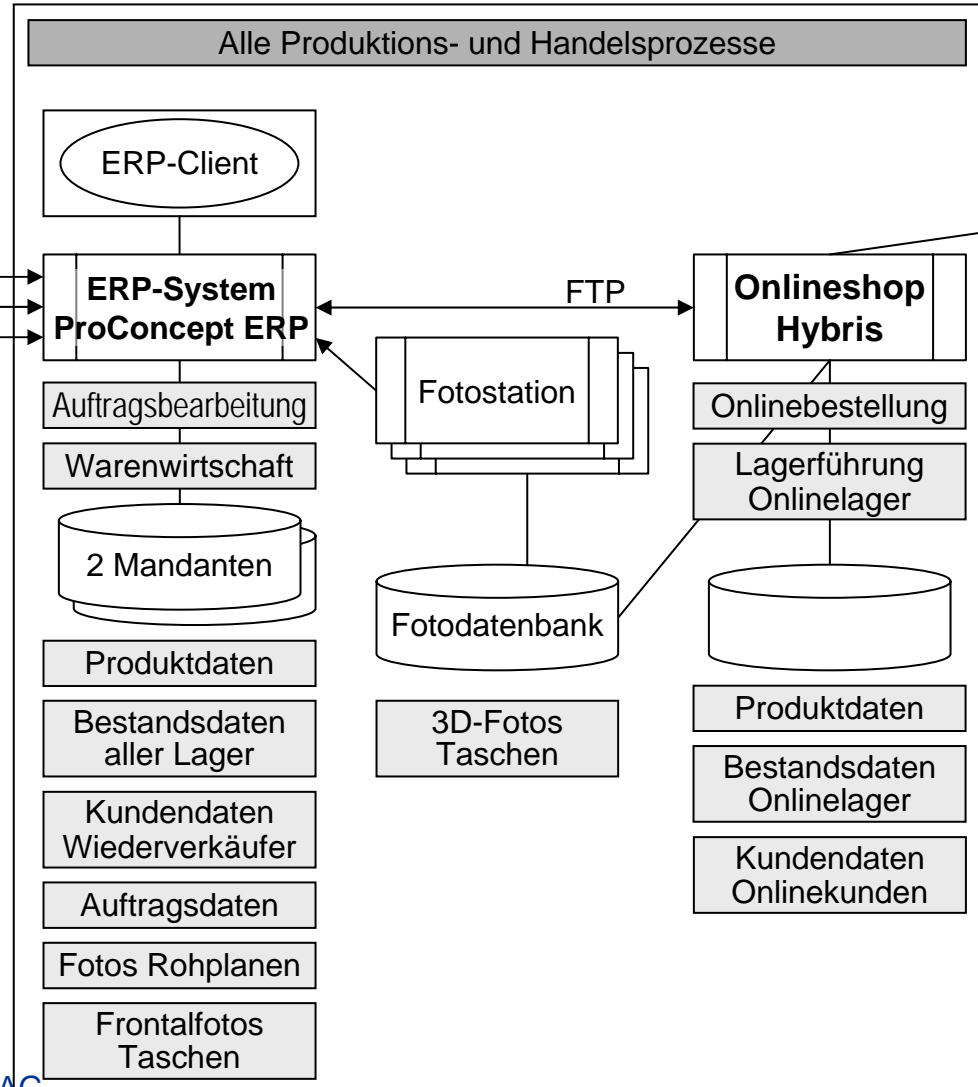 Alle Produktions- und Handelsprozesse
ERP-Client
ERP-System
ProConcept ERP
FTP
Onlineshop
Hybris
Auftragsbearbeitung
Warenwirtschaft
2 Mandanten
Produktdaten
Bestandsdaten
aller Lager
Kundendaten
Wiederverkäufer
Auftragsdaten
Fotos Rohplanen
Frontalfotos
Taschen
Fotostation
Fotodatenbank
3D-Fotos
Taschen
Onlinebestellung
Lagerführung
Onlinelager
Produktdaten
Bestandsdaten
Onlinelager
Kundendaten
Onlinekunden
AG